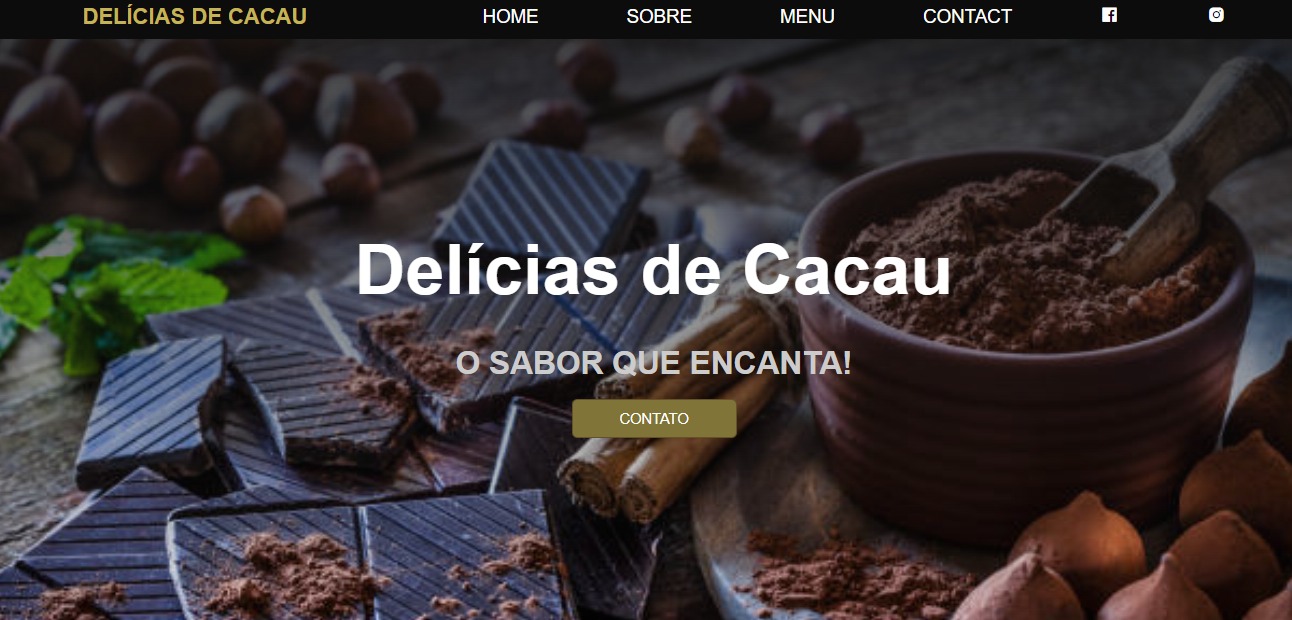 DELÍCIAS DE CACAU HOME SOBRE MENU CONTACT
Delícias de Cacau
O SABOR QUE ENCANTA!
CONTATO